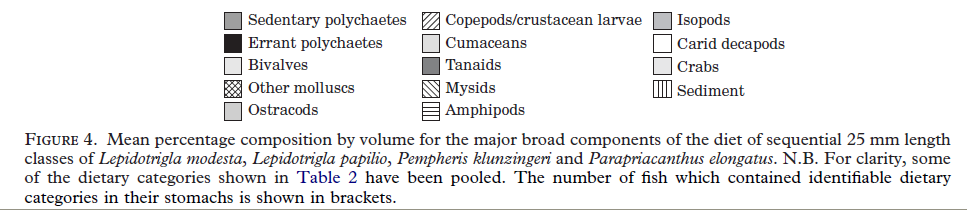 Sedentary polychaetes Copepods/crustacean larvae Isopods
Errant polychaetes Cumaceans Carid decapods
Bivalves Tanaids Crabs
Other molluscs Mysids Sediment
Ostracods Amphipods
FIGURE 4. Mean percentage composition by volume for the major broad components of the diet of sequential 25 mm length
classes of Lepidotrigla modesta, Lepidotrigla papilio, Pempheris klunzingeri and Parapriacanthus elongatus. N.B. For clarity, some
of the dietary categories shown in Table 2 have been pooled. The number of fish which contained identifiable dietary
categories in their stomachs is shown in brackets.